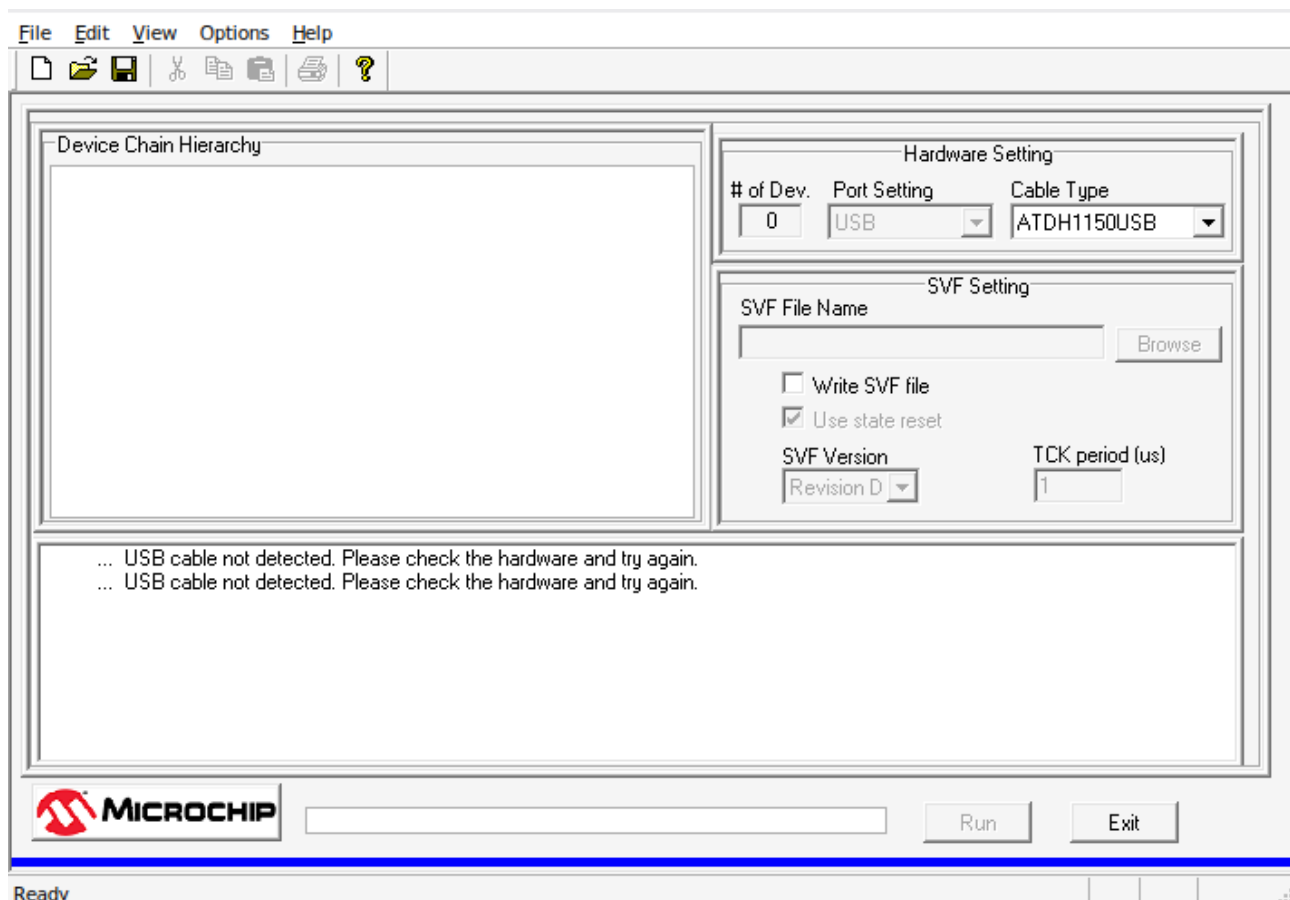 File Edit View Options Help
Device Chain Hierarchy
Hardware Setting
# of Dev. Port Setting Cable Type
0 USB ATDH1150USB
SVF Setting
SVF File Name
Browse
Write SVF file
Use state reset
SVF Version TCK period (us)
Revision D 1
... USB cable not detected. Please check the hardware and try again.
... USB cable not detected. Please check the hardware and try again.
MICROCHIP
Run Exit
Ready